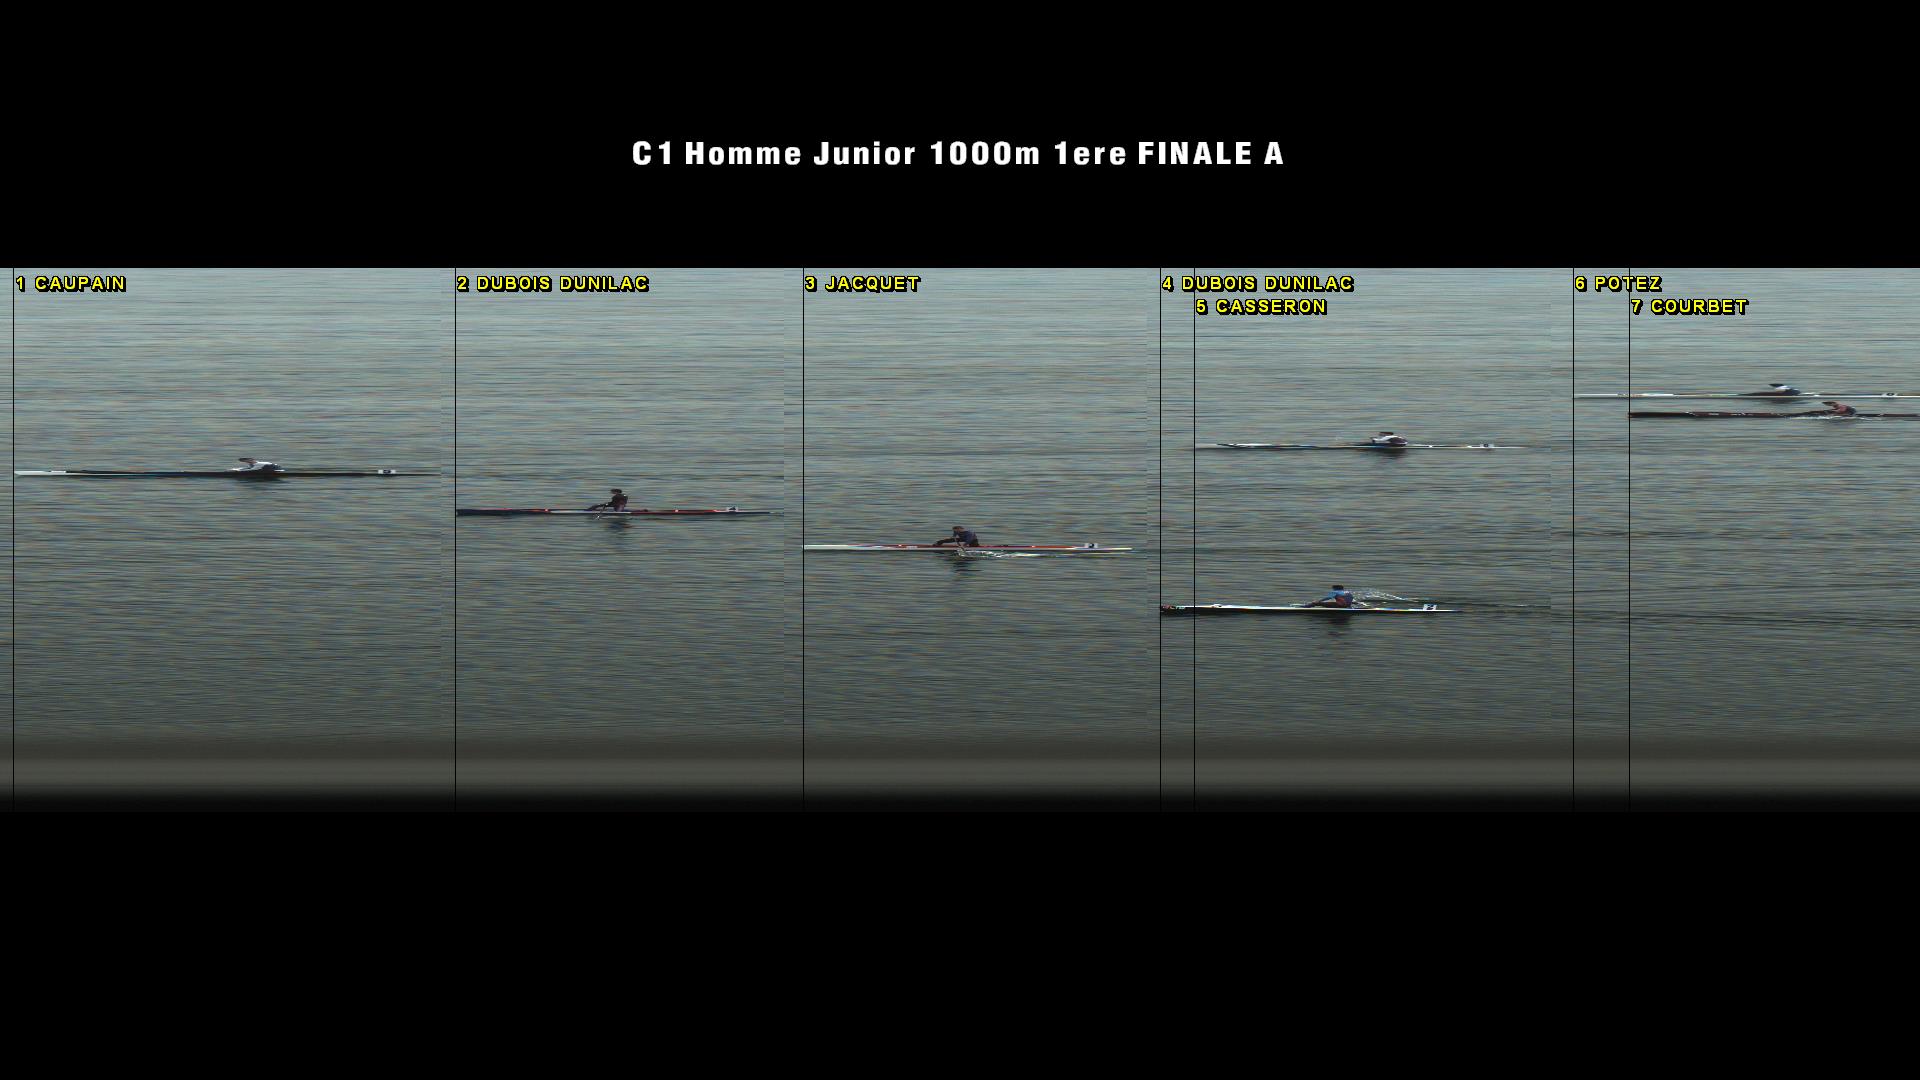 C1 Homme Junior 1000m 1ere FINALE A
1 CAUPAIN
2 DUBOIS DUNILAC
3 JACQUET
4 DUBOIS DUNILAC
5 CASSERON
6 POTEZ
7 COURBET